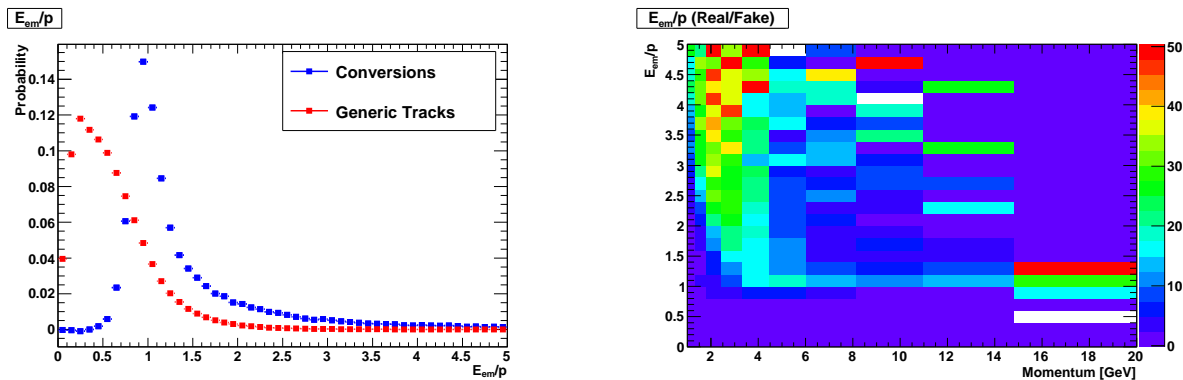 E_em/p
Probability
0.14
0.12
0.1
0.08
0.06
0.04
0.02
0
Conversions
Generic Tracks
0 0.5 1 1.5 2 2.5 3 3.5 4 4.5 5
E_em/p
E_em/p (Real/Fake)
E_em/p
5
4.5
4
3.5
3
2.5
2
1.5
1
0.5
0
2 4 6 8 10 12 14 16 18 20
Momentum [GeV]
50
40
30
20
10
0